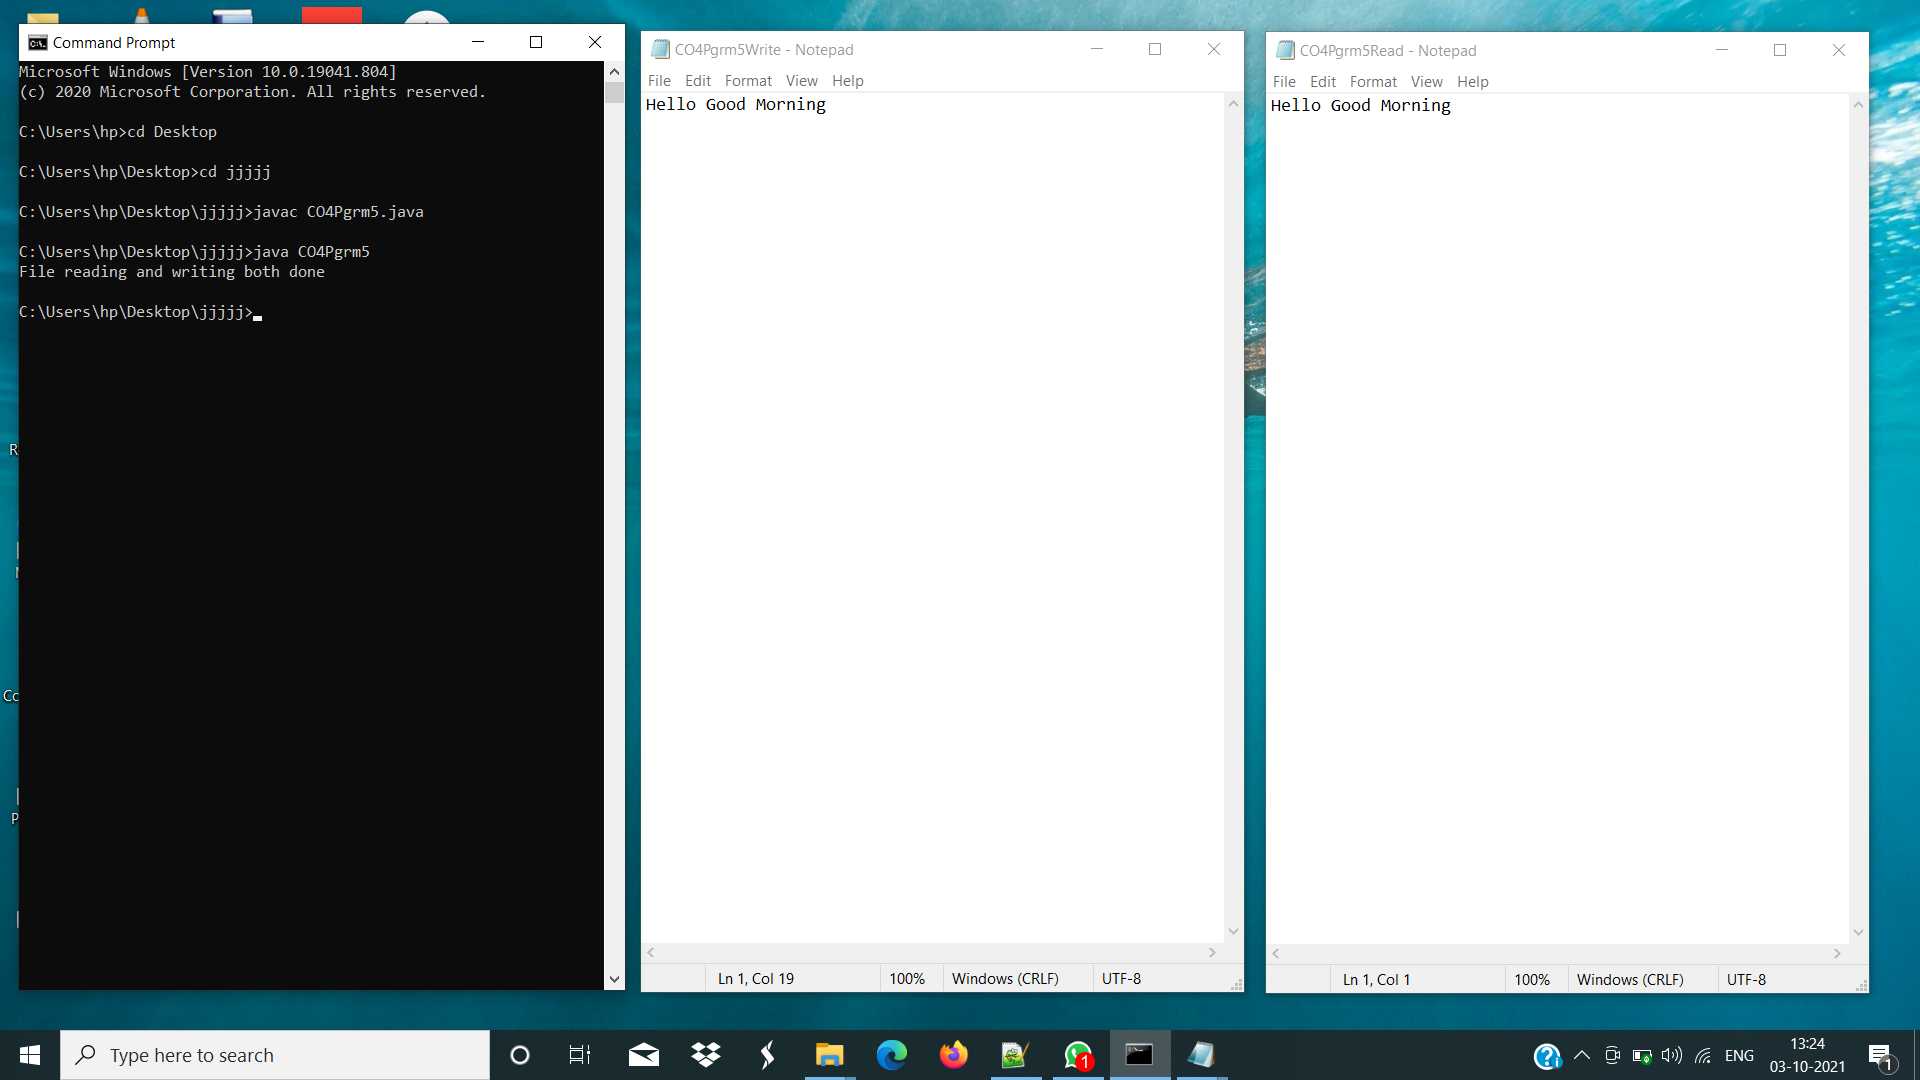 Command Prompt
Microsoft Windows [Version 10.0.19041.804]
(c) 2020 Microsoft Corporation. All rights reserved.
C:\Users\hp>cd Desktop
C:\Users\hp\Desktop>cd jjjjj
C:\Users\hp\Desktop\jjjjj>javac CO4Pgrm5.java
C:\Users\hp\Desktop\jjjjj>java CO4Pgrm5
File reading and writing both done
C:\Users\hp\Desktop\jjjjj>
CO4Pgrm5Write - Notepad
File Edit Format View Help
Hello Good Morning
Ln 1, Col 19 100% Windows (CRLF) UTF-8
CO4Pgrm5Read - Notepad
File Edit Format View Help
Hello Good Morning
Ln 1, Col 1 100% Windows (CRLF) UTF-8
R
Cc
P
Type here to search
1
ENG
13:24
03-10-2021
1